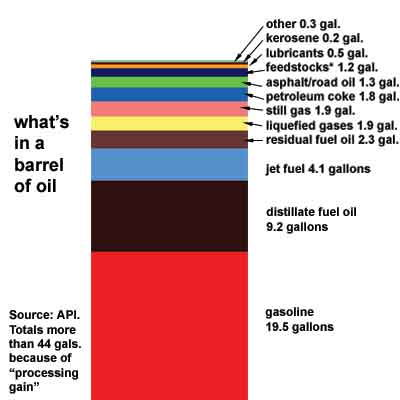 other 0.3 gal.
kerosene 0.2 gal.
lubricants 0.5 gal.
feedstocks* 1.2 gal.
asphalt/road oil 1.3 gal.
petroleum coke 1.8 gal.
still gas 1.9 gal.
liquefied gases 1.9 gal.
residual fuel oil 2.3 gal.
what's
in a
barrel
of oil
jet fuel 4.1 gallons
distillate fuel oil
9.2 gallons
gasoline
19.5 gallons
Source: API.
Totals more
than 44 gals.
because of
“processing
gain”